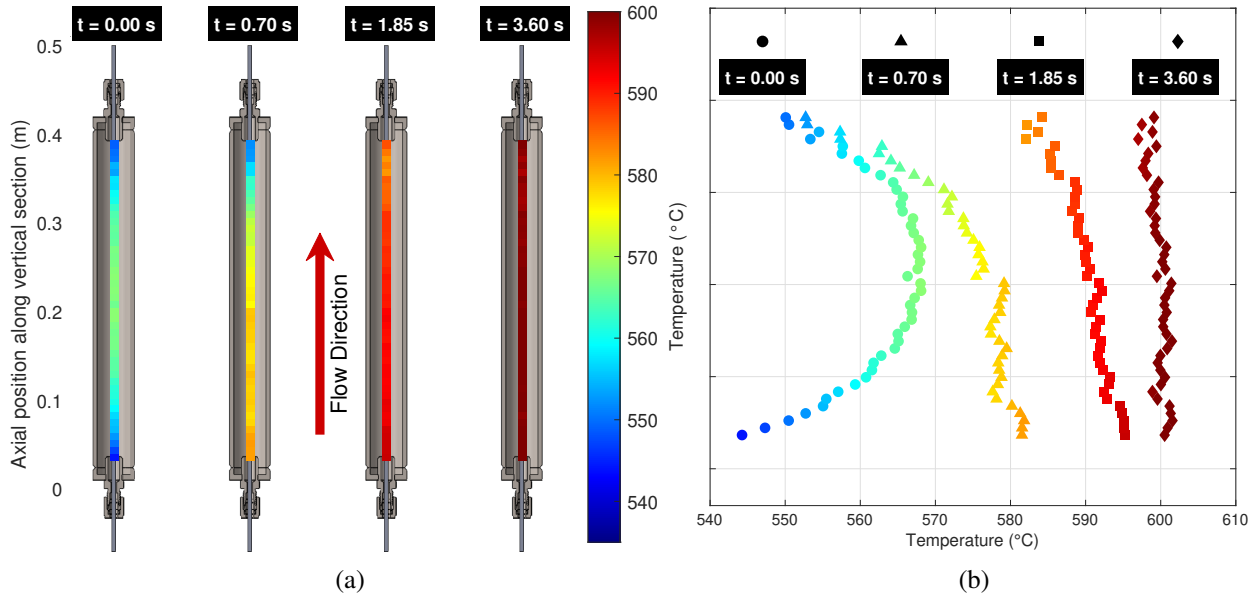 t = 0.00 s t = 0.70 s t = 1.85 s t = 3.60 s
0.5
0.4
0.3
0.2
0.1
0
Axial position along vertical section (m)
Flow Direction
600
590
580
570
560
550
540
Temperature (°C)
(a)
t = 0.00 s t = 0.70 s t = 1.85 s t = 3.60 s
540 550 560 570 580 590 600 610
Temperature (°C)
(b)